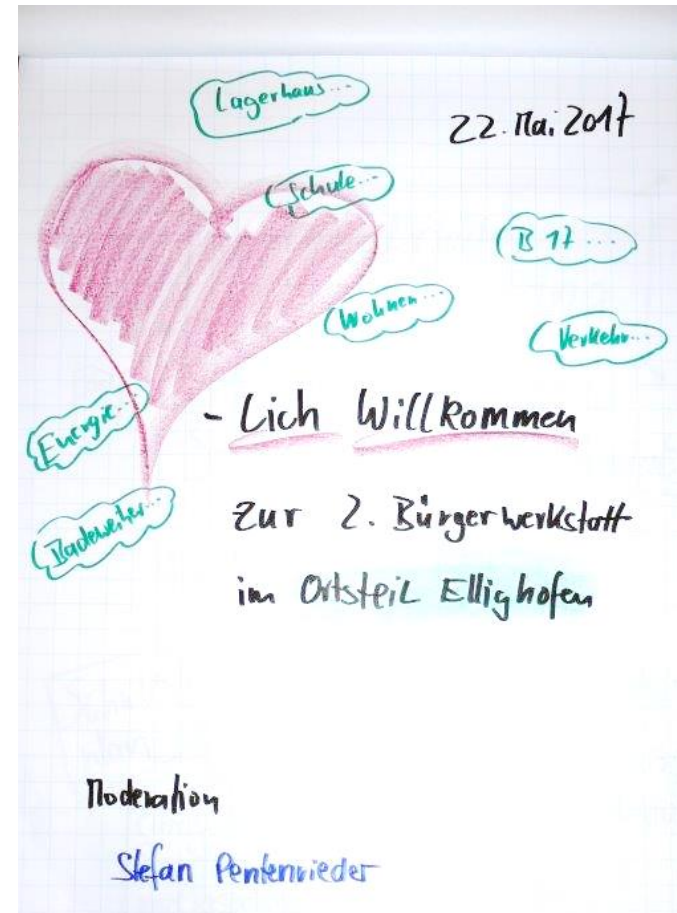 Lagerhaus...
22. Mai 2017
Schule...
B 17 ...
Wohnen...
Verkehr...
Energie...
- Lich Willkommen
Badeweiher...
zur 2. Bürgerwerkstatt
im Ortsteil Ellighofen
Moderation
Stefan Pentenrieder